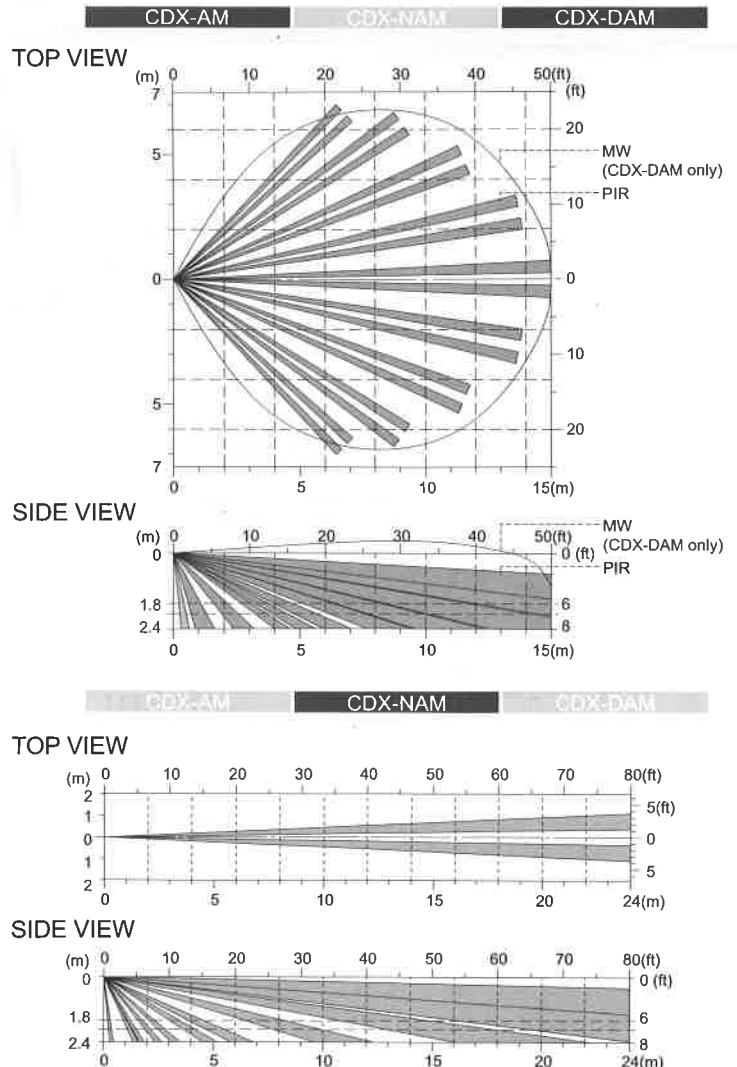 CDX-AM CDX-NAM CDX-DAM
TOP VIEW
(m) 0 10 20 30 40 50(ft)
7 (ft)
20
5 MW
(CDX-DAM only)
PIR
10
0 0
10
5
20
7
0 5 10 15(m)
SIDE VIEW
(m) 0 10 20 30 40 50(ft) MW
0 0 (ft) (CDX-DAM only)
PIR
1.8 6
2.4 8
0 5 10 15(m)
CDX-AM CDX-NAM CDX-DAM
TOP VIEW
(m) 0 10 20 30 40 50 60 70 80(ft)
2
1 5(ft)
0 0
1
5
2
0 5 10 15 20 24(m)
SIDE VIEW
(m) 0 10 20 30 40 50 60 70 80(ft)
0 0 (ft)
1.8 6
2.4 8
0 5 10 15 20 24(m)